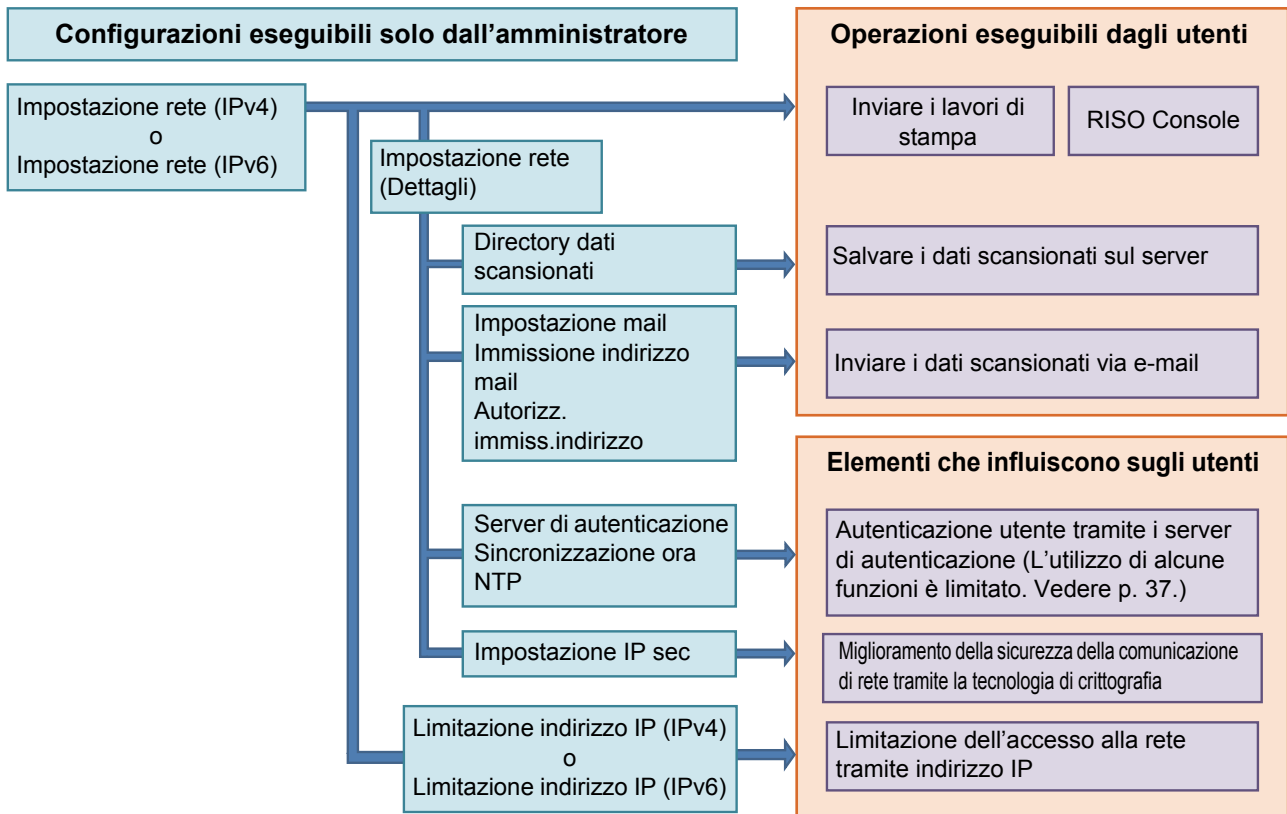 Configurazioni eseguibili solo dall'amministratore
Operazioni eseguibili dagli utenti
Impostazione rete (IPv4)
o
Impostazione rete (IPv6)
Inviare i lavori di
stampa
RISO Console
Impostazione rete
(Dettagli)
Directory dati
scansionati
Salvare i dati scansionati sul server
Impostazione mail
Immissione indirizzo
mail
Autorizz.
immiss.indirizzo
Inviare i dati scansionati via e-mail
Elementi che influiscono sugli utenti
Server di autenticazione
Sincronizzazione ora
NTP
Autenticazione utente tramite i server
di autenticazione (L'utilizzo di alcune
funzioni è limitato. Vedere p. 37.)
Impostazione IP sec
Miglioramento della sicurezza della comunicazione
di rete tramite la tecnologia di crittografia
Limitazione indirizzo IP (IPv4)
o
Limitazione indirizzo IP (IPv6)
Limitazione dell'accesso alla rete
tramite indirizzo IP